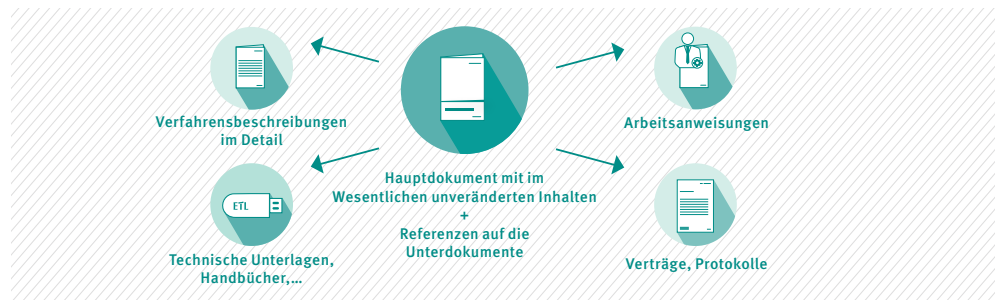 Verfahrensbeschreibungen
im Detail
Arbeitsanweisungen
Hauptdokument mit im
Wesentlichen unveränderten Inhalten
+
Referenzen auf die
Unterdokumente
ETL
Technische Unterlagen,
Handbücher,...
Verträge, Protokolle